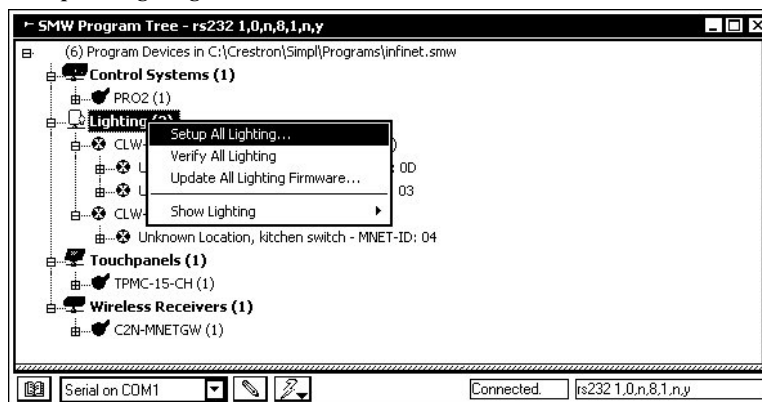 SMW Program Tree - rs232 1,0,n,8,1,n,y
(6) Program Devices in C:\Crestron\Simpl\Programs\infinet.smw
Control Systems (1)
PRO2 (1)
Lighting
Setup All Lighting...
CLW-
Verify All Lighting
: 0D
Update All Lighting Firmware...
03
CLW-
Show Lighting
Unknown Location, kitchen switch - MNET-ID: 04
Touchpanels (1)
TPMC-15-CH (1)
Wireless Receivers (1)
C2N-MNETGW (1)
Serial on COM1
Connected.
rs232 1,0,n,8,1,n,y